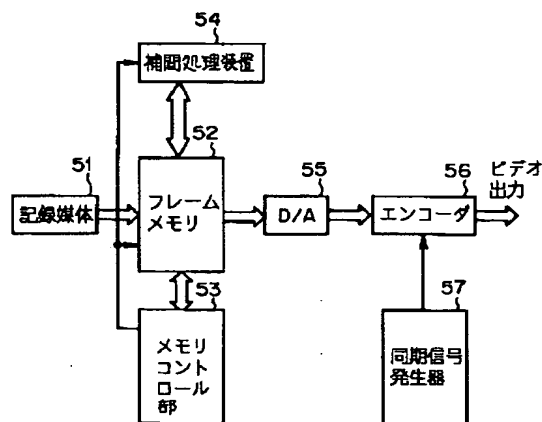 54
補間処理装置
51
記録媒体
52
フレーム
メモリ
55
D/A
56
エンコーダ
ビデオ
出力
53
メモリ
コント
ロール
部
57
同期信号
発生器